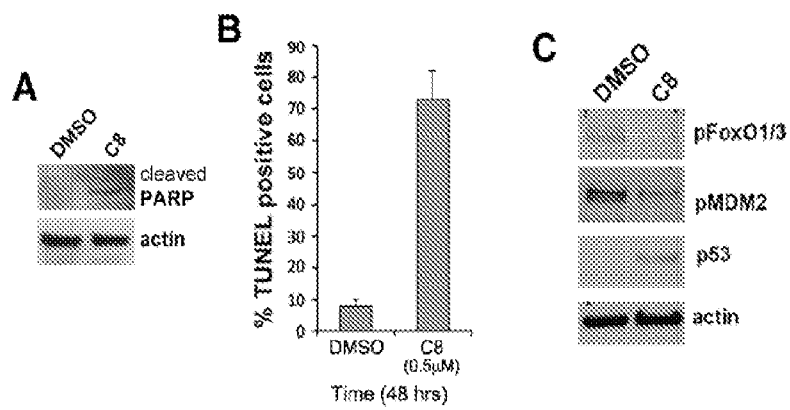 A
DMSO
C8
cleaved
PARP
actin
B
% TUNEL positive cells
90
80
70
60
50
40
30
20
10
0
DMSO
C8
(0.5µM)
Time (48 hrs)
C
DMSO
C8
pFoxO1/3
pMDM2
p53
actin